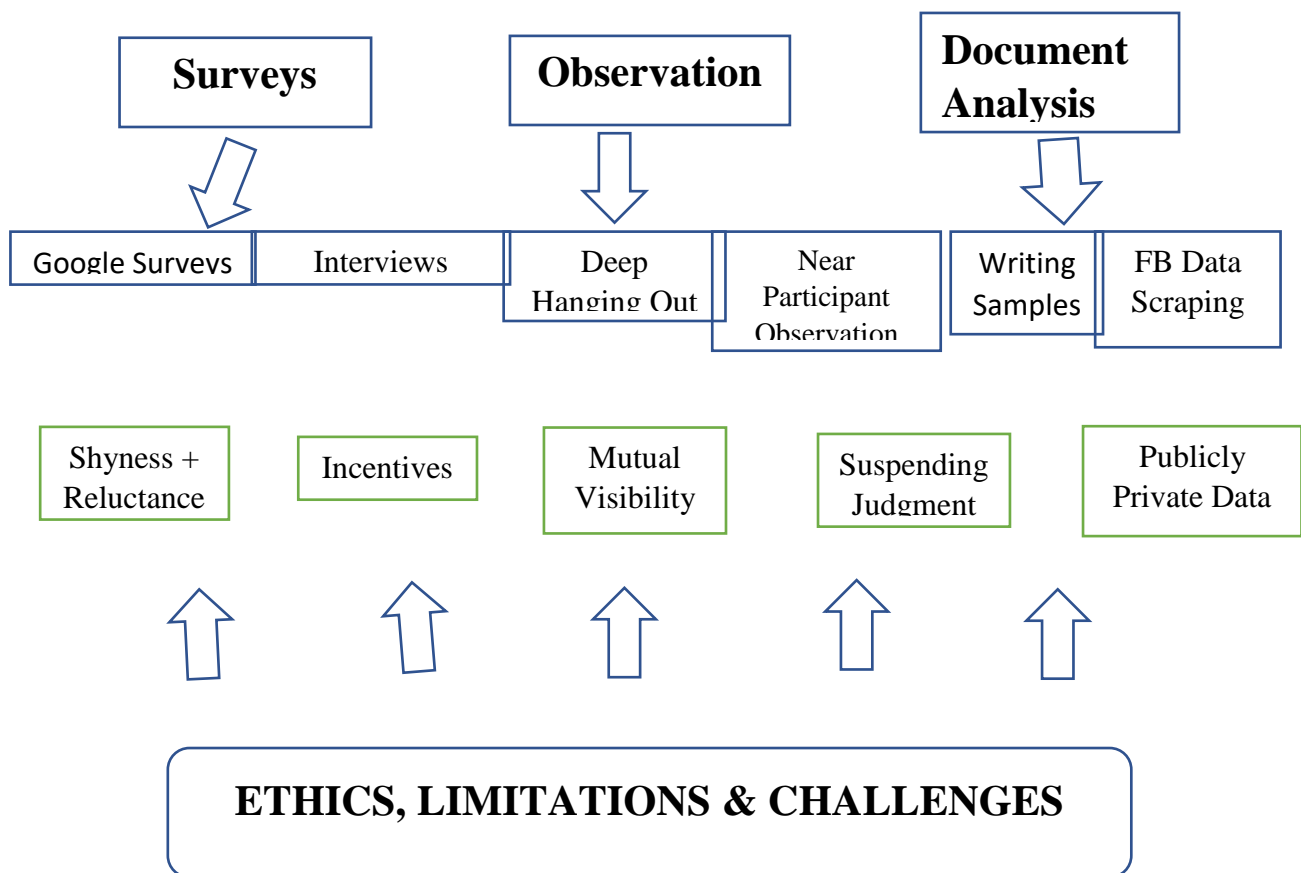 Surveys
Observation
Document
Analysis
Google Surveys
Interviews
Deep
Hanging Out
Near
Participant
Observation
Writing
Samples
FB Data
Scraping
Shyness +
Reluctance
Incentives
Mutual
Visibility
Suspending
Judgment
Publicly
Private Data
ETHICS, LIMITATIONS & CHALLENGES